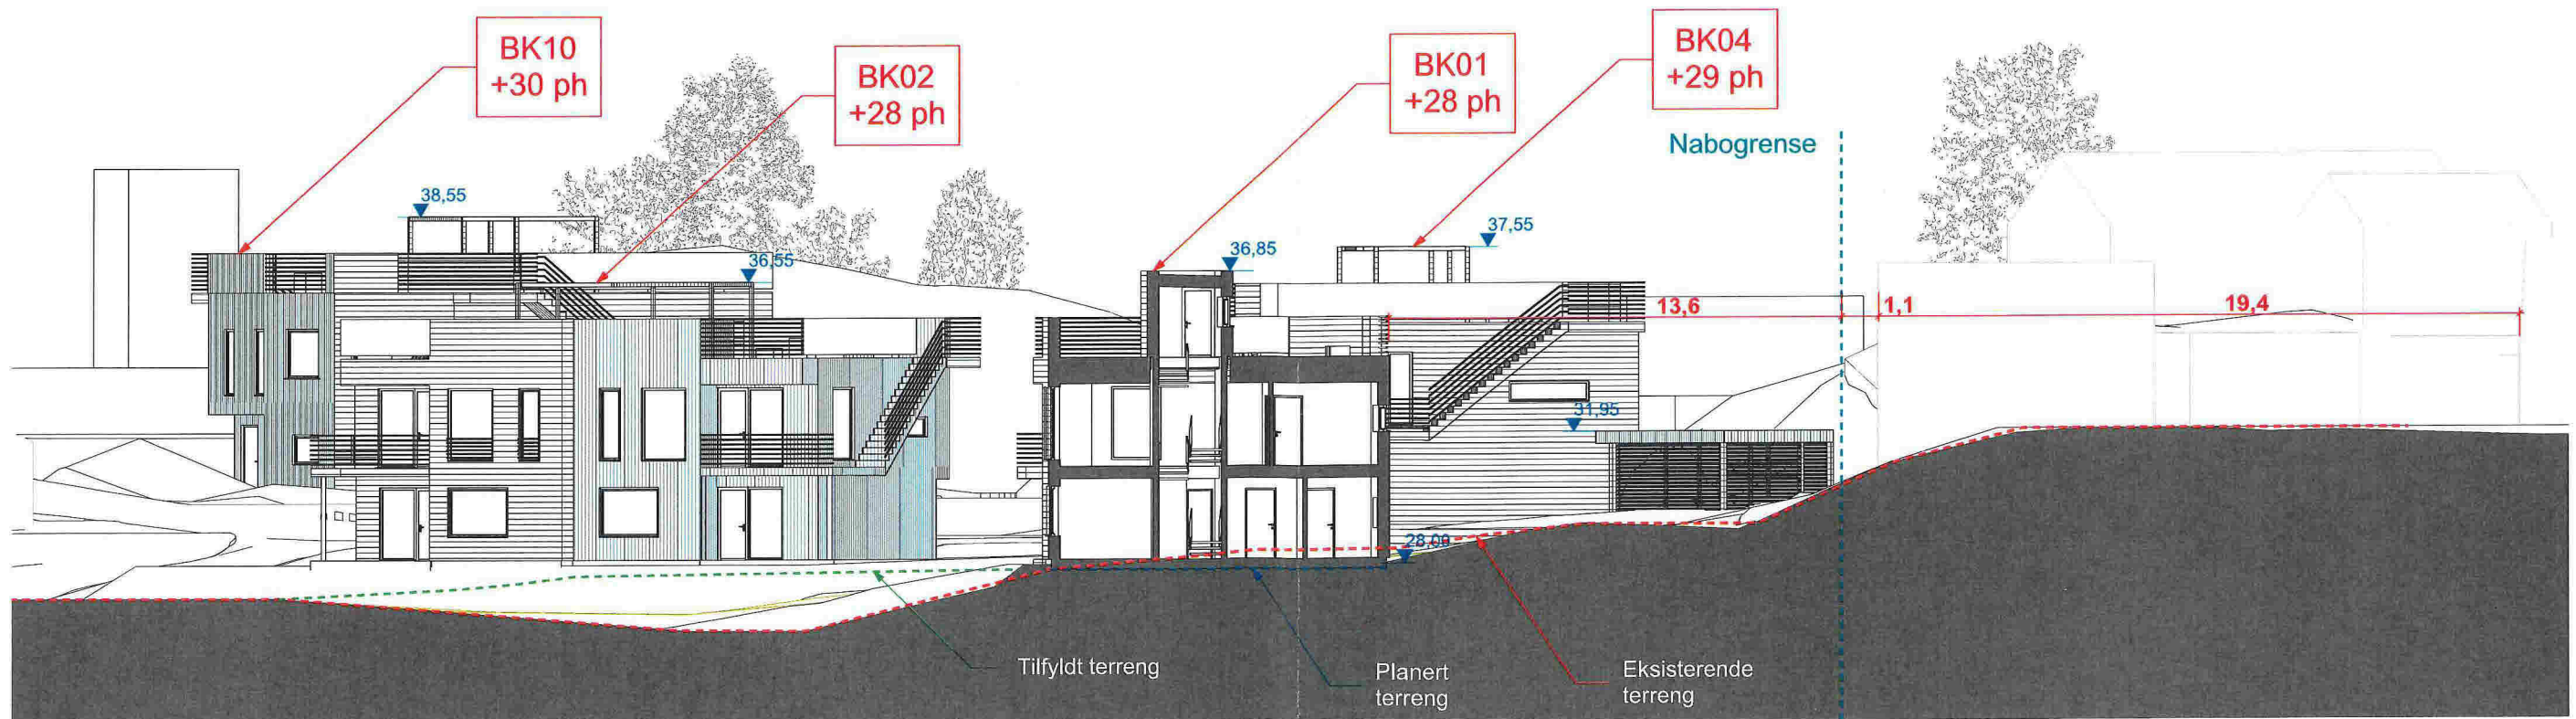 BK10
+30 ph
BK02
+28 ph
BK01
+28 ph
BK04
+29 ph
Nabogrense
38,55
36,55
36,85
37,55
13,6
1,1
19,4
31,95
28,00
Tilfyldt terreng
Planert
terreng
Eksisterende
terreng